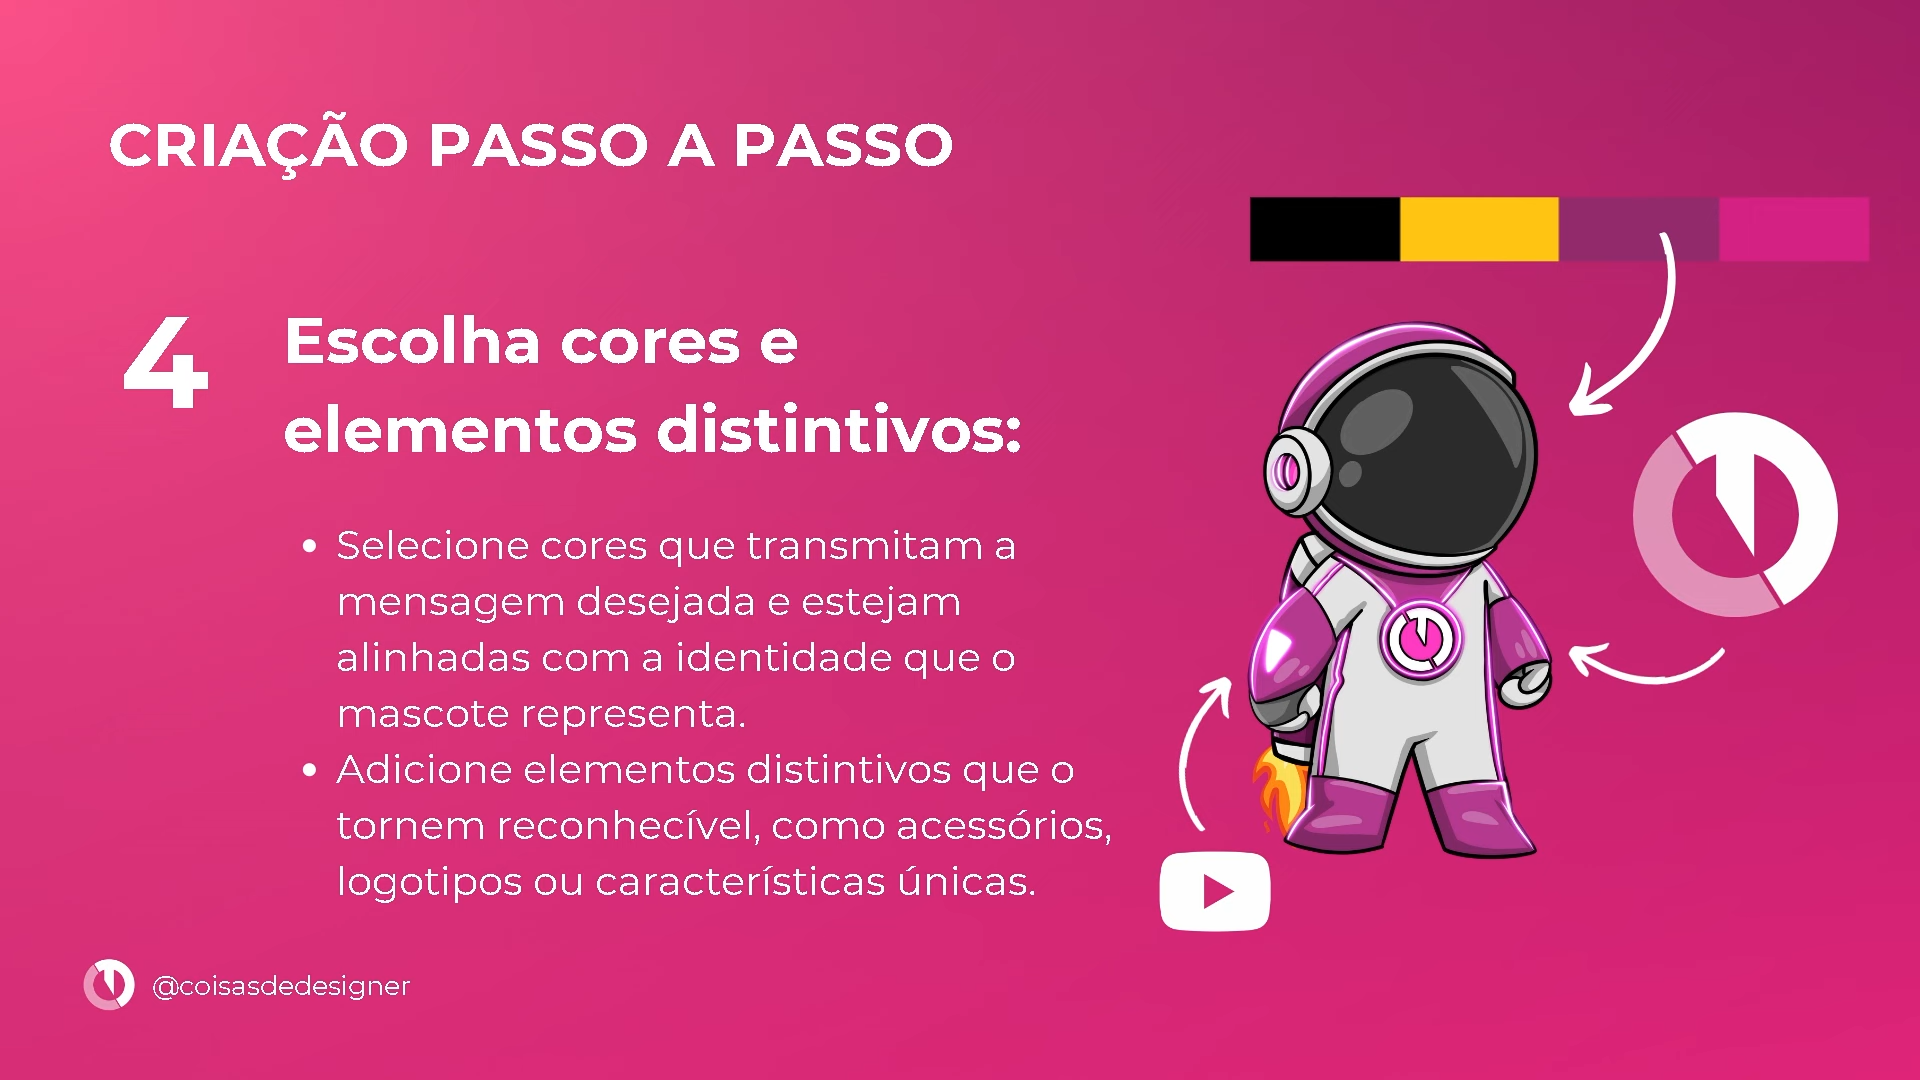 CRIAÇÃO PASSO A PASSO
4
Escolha cores e
elementos distintivos:
• Selecione cores que transmitam a
mensagem desejada e estejam
alinhadas com a identidade que o
mascote representa.
• Adicione elementos distintivos que o
tornem reconhecível, como acessórios,
logotipos ou características únicas.
@coisasdedesigner